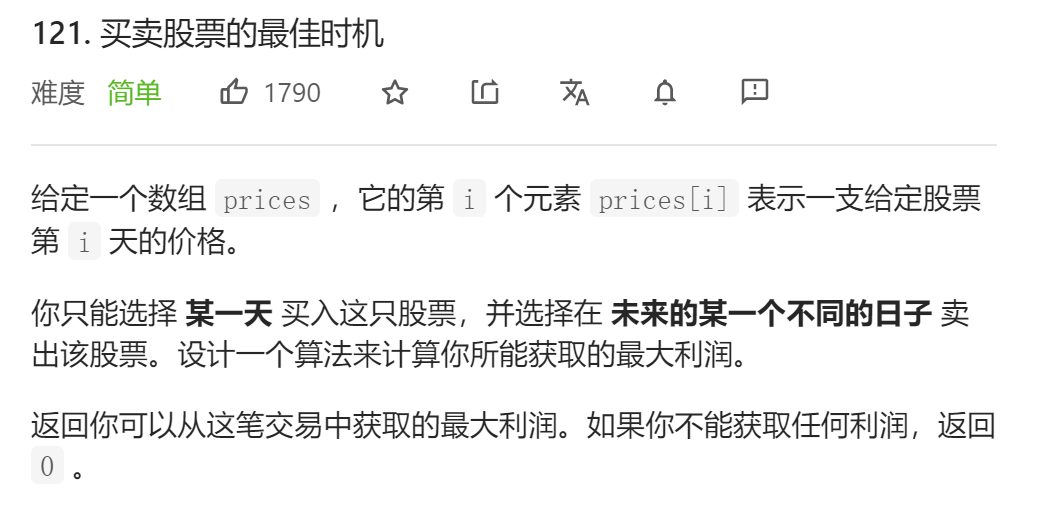 121. 买卖股票的最佳时机
难度 简单 1790
给定一个数组 prices ，它的第 i 个元素 prices[i] 表示一支给定股票
第 i 天的价格。
你只能选择 某一天 买入这只股票，并选择在 未来的某一个不同的日子 卖
出该股票。设计一个算法来计算你所能获取的最大利润。
返回你可以从这笔交易中获取的最大利润。如果你不能获取任何利润，返回
0 。